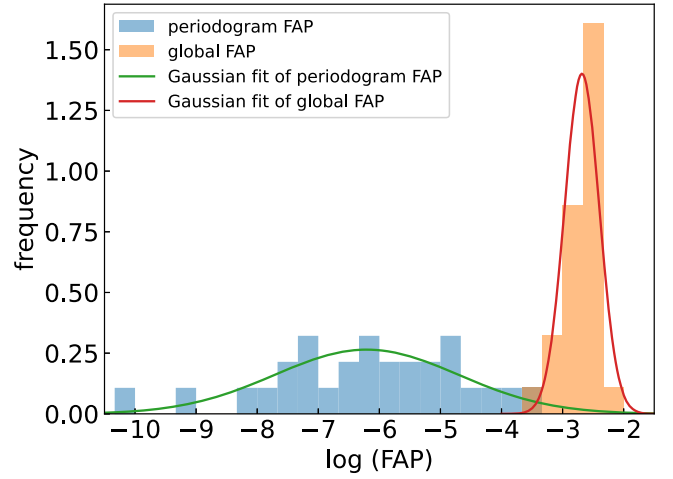 periodogram FAP
global FAP
Gaussian fit of periodogram FAP
Gaussian fit of global FAP
1.50
1.25
1.00
0.75
0.50
0.25
0.00
frequency
−10 −9 −8 −7 −6 −5 −4 −3 −2
log (FAP)